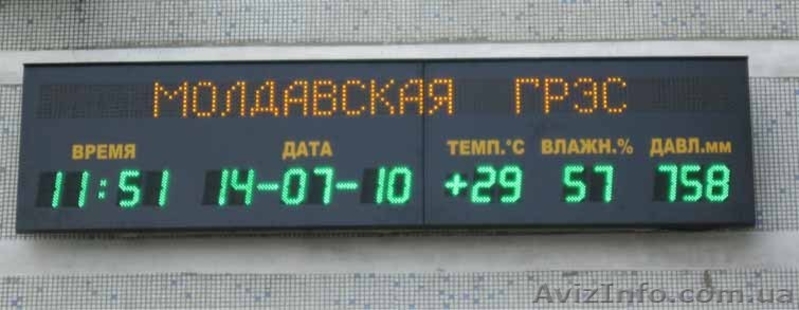 МОЛДАВСКАЯ ГРЭС
ВРЕМЯ ДАТА ТЕМП.°C ВЛАЖН.% ДАВЛ.мм
11:51 14-07-10 +29 57 758
AvizInfo.com.ua